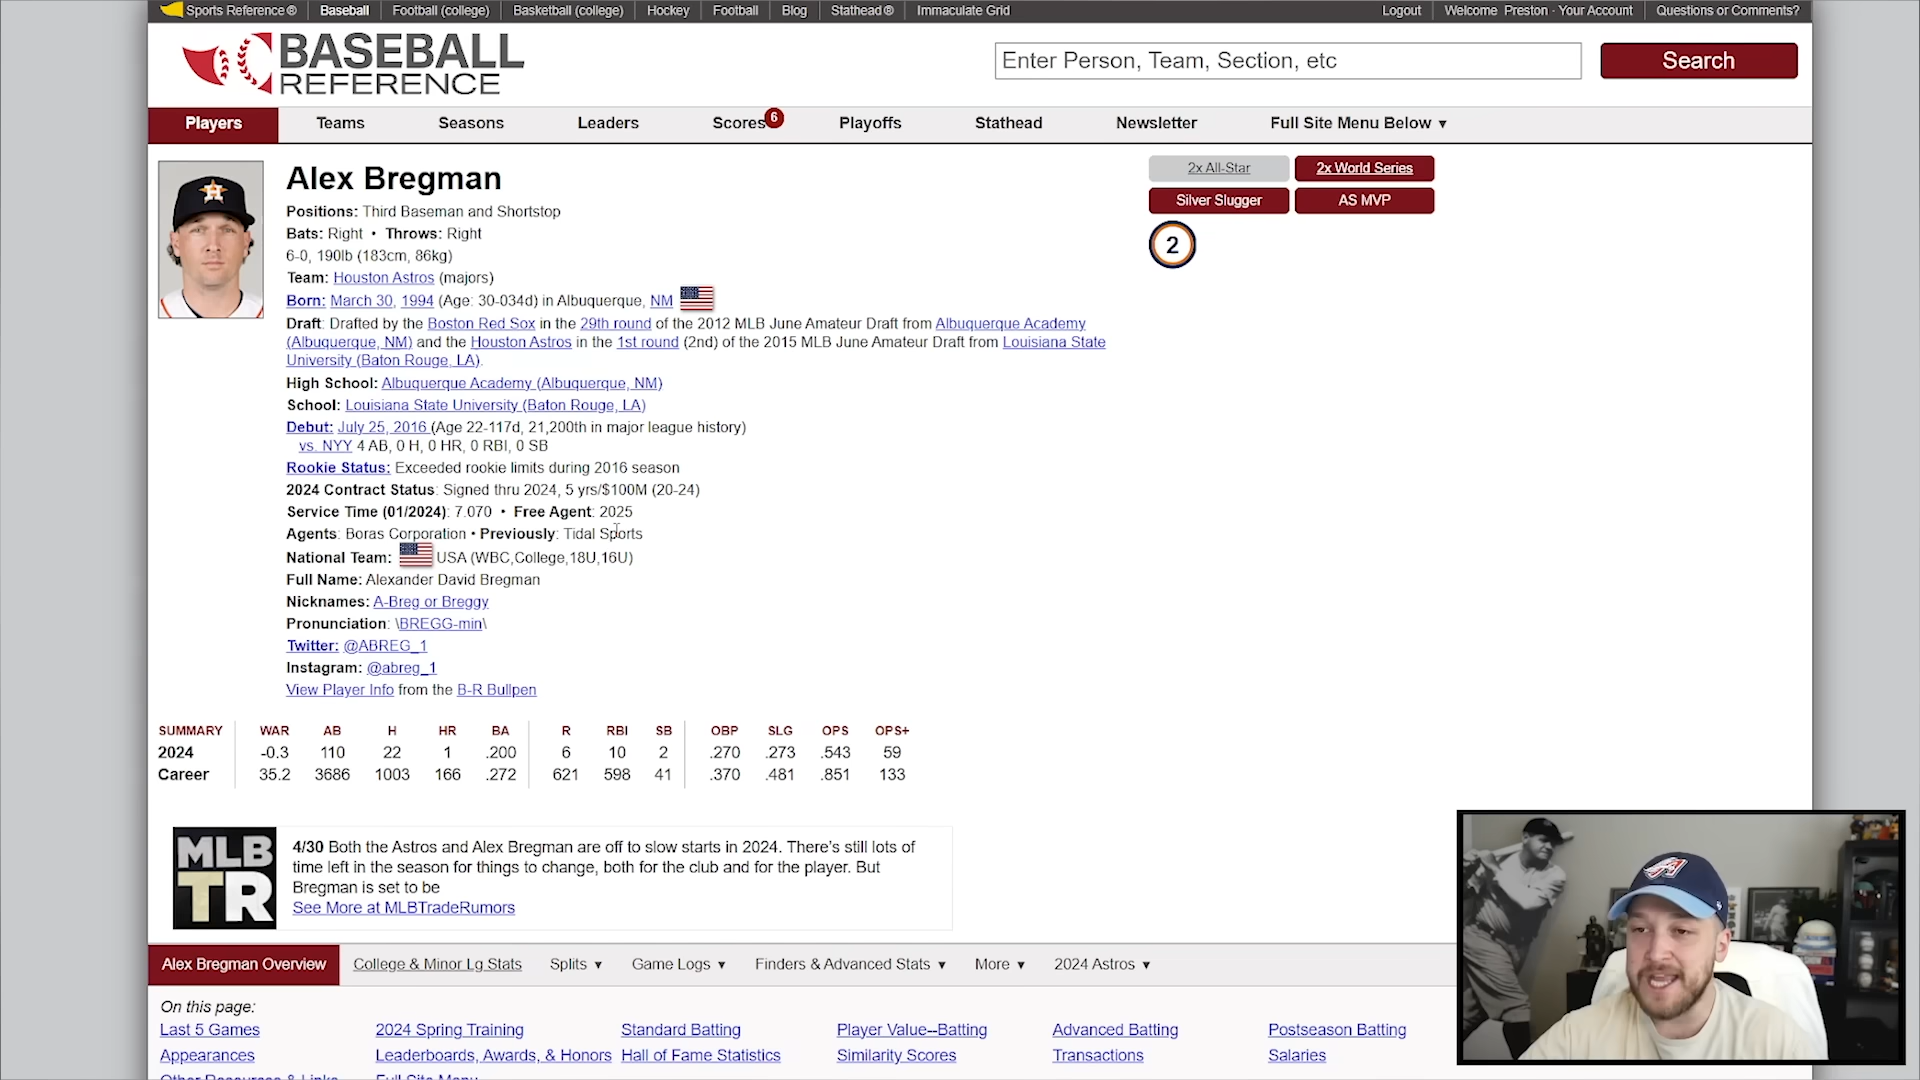 Sports Reference® Baseball Football (college) Basketball (college) Hockey Football Blog Stathead® Immaculate Grid Logout Welcome Preston · Your Account Questions or Comments?
BASEBALL
REFERENCE
Enter Person, Team, Section, etc Search
Players Teams Seasons Leaders Scores 6 Playoffs Stathead Newsletter Full Site Menu Below ▼
Alex Bregman
2x All-Star 2x World Series
Silver Slugger AS MVP
2
Positions: Third Baseman and Shortstop
Bats: Right • Throws: Right
6-0, 190lb (183cm, 86kg)
Team: Houston Astros (majors)
Born: March 30, 1994 (Age: 30-034d) in Albuquerque, NM
Draft: Drafted by the Boston Red Sox in the 29th round of the 2012 MLB June Amateur Draft from Albuquerque Academy
(Albuquerque, NM) and the Houston Astros in the 1st round (2nd) of the 2015 MLB June Amateur Draft from Louisiana State
University (Baton Rouge, LA).
High School: Albuquerque Academy (Albuquerque, NM)
School: Louisiana State University (Baton Rouge, LA)
Debut: July 25, 2016 (Age 22-117d, 21,200th in major league history)
vs. NYY 4 AB, 0 H, 0 HR, 0 RBI, 0 SB
Rookie Status: Exceeded rookie limits during 2016 season
2024 Contract Status: Signed thru 2024, 5 yrs/$100M (20-24)
Service Time (01/2024): 7.070 • Free Agent: 2025
Agents: Boras Corporation • Previously: Tidal Sports
National Team: USA (WBC,College,18U,16U)
Full Name: Alexander David Bregman
Nicknames: A-Breg or Breggy
Pronunciation: \BREGG-min\
Twitter: @ABREG_1
Instagram: @abreg_1
View Player Info from the B-R Bullpen
SUMMARY WAR AB H HR BA R RBI SB OBP SLG OPS OPS+
2024 -0.3 110 22 1 .200 6 10 2 .270 .273 .543 59
Career 35.2 3686 1003 166 .272 621 598 41 .370 .481 .851 133
MLB
TR
4/30 Both the Astros and Alex Bregman are off to slow starts in 2024. There's still lots of
time left in the season for things to change, both for the club and for the player. But
Bregman is set to be
See More at MLBTradeRumors
Alex Bregman Overview College & Minor Lg Stats Splits ▼ Game Logs ▼ Finders & Advanced Stats ▼ More ▼ 2024 Astros ▼
On this page:
Last 5 Games 2024 Spring Training Standard Batting Player Value--Batting Advanced Batting Postseason Batting
Appearances Leaderboards, Awards, & Honors Hall of Fame Statistics Similarity Scores Transactions Salaries
Other Resources & Links Full Site Menu